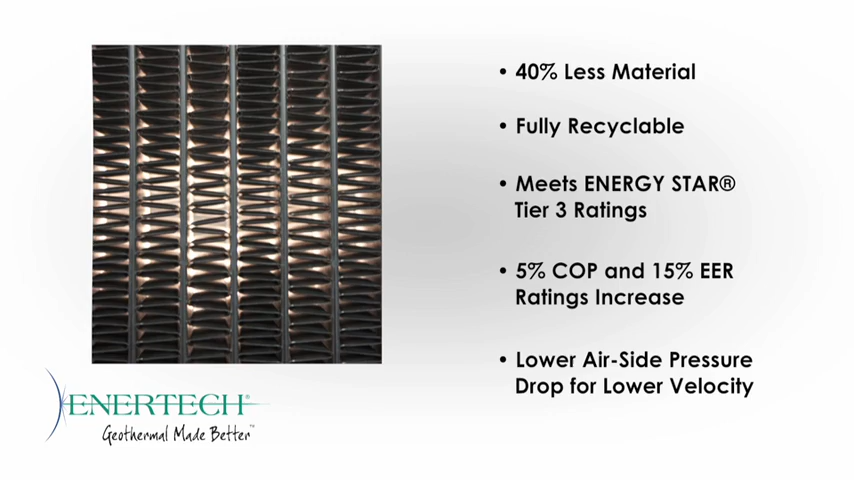 • 40% Less Material
• Fully Recyclable
• Meets ENERGY STAR®
Tier 3 Ratings
• 5% COP and 15% EER
Ratings Increase
• Lower Air-Side Pressure
Drop for Lower Velocity
ENERTECH®
Geothermal Made Better™